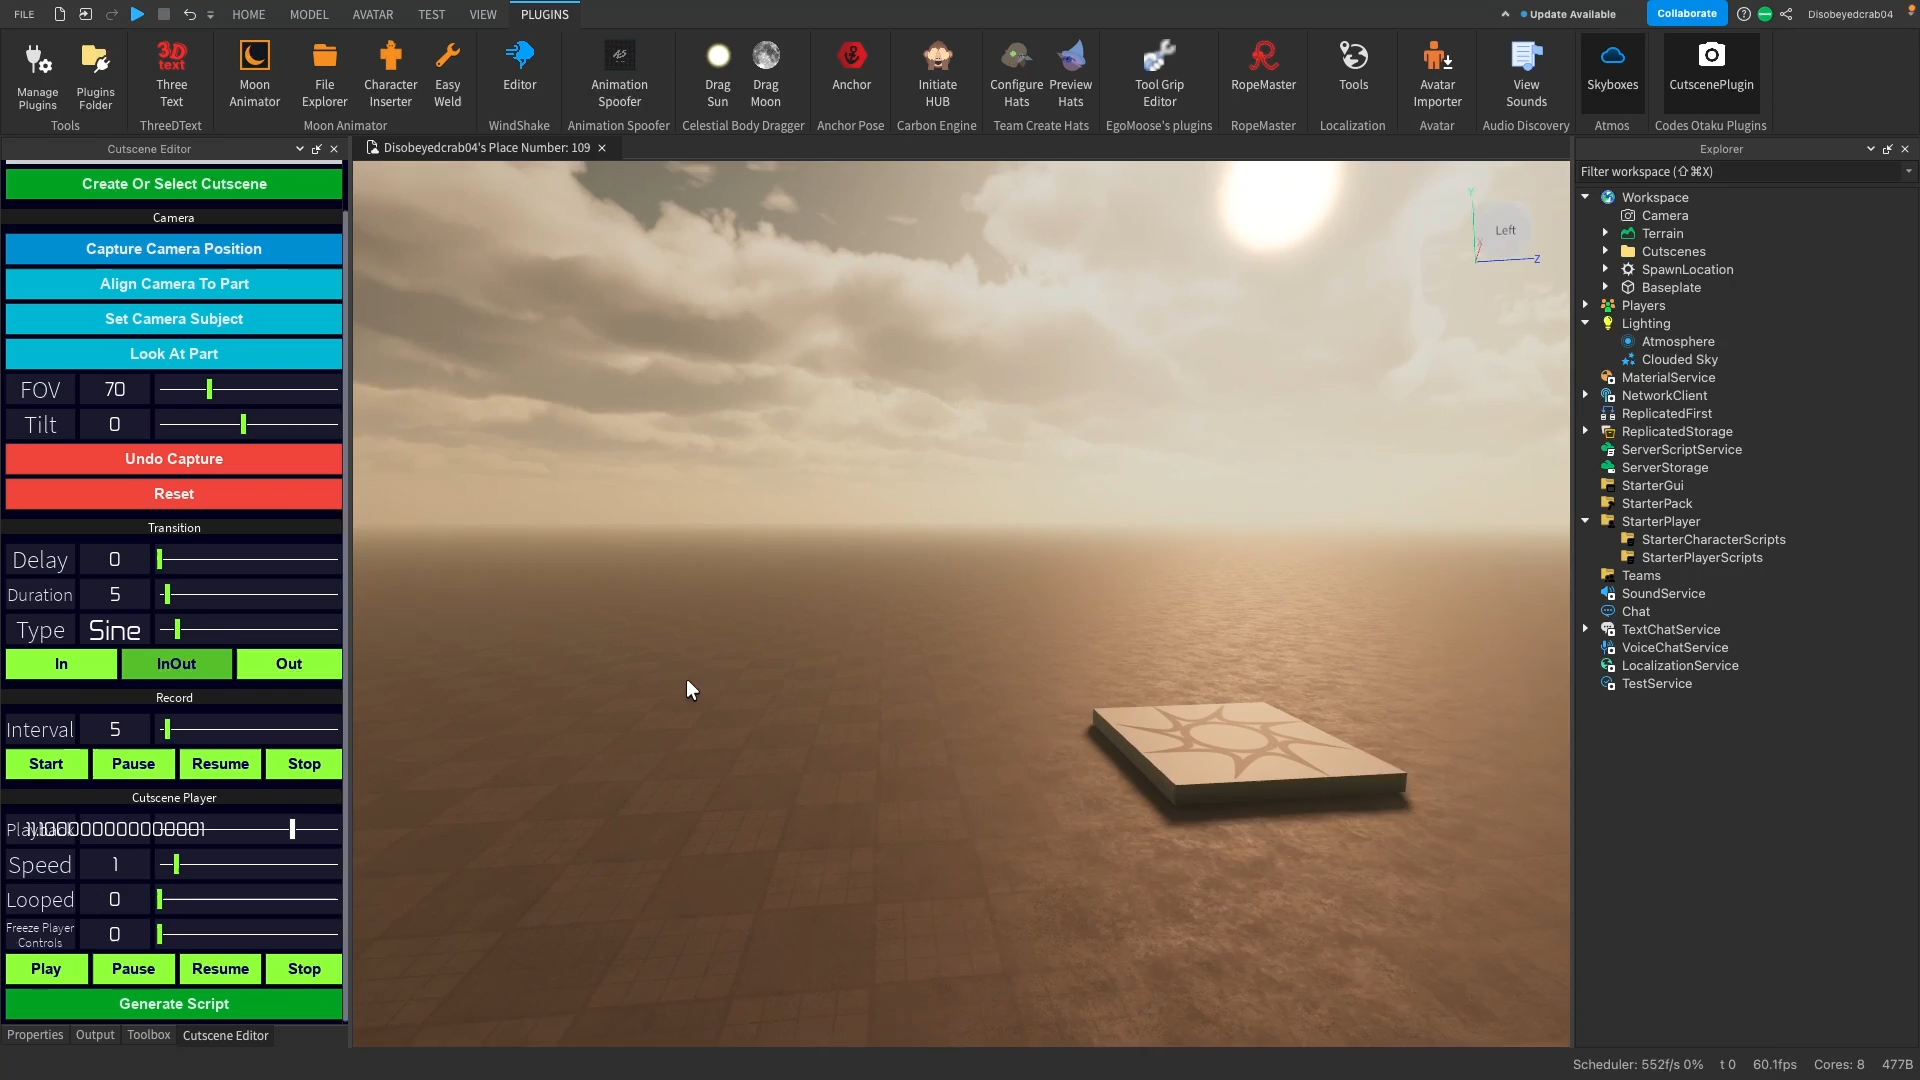 FILE HOME MODEL AVATAR TEST VIEW PLUGINS Update Available Collaborate Disobeyedcrab04
Manage Plugins
Plugins Folder
Tools
3D text
Three Text
ThreeDText
Moon Animator
File Explorer
Character Inserter
Easy Weld
Moon Animator
Editor
WindShake
Animation Spoofer
Animation Spoofer
Drag Sun
Drag Moon
Celestial Body Dragger
Anchor
Anchor Pose
Initiate HUB
Carbon Engine
Configure Hats
Preview Hats
Team Create Hats
Tool Grip Editor
EgoMoose's plugins
RopeMaster
RopeMaster
Tools
Localization
Avatar Importer
Avatar
View Sounds
Audio Discovery
Skyboxes
Atmos
CutscenePlugin
Codes Otaku Plugins
Cutscene Editor
Create Or Select Cutscene
Camera
Capture Camera Position
Align Camera To Part
Set Camera Subject
Look At Part
FOV 70
Tilt 0
Undo Capture
Reset
Transition
Delay 0
Duration 5
Type Sine
In InOut Out
Record
Interval 5
Start Pause Resume Stop
Cutscene Player
Speed 1
Looped 0
Freeze Player Controls 0
Play Pause Resume Stop
Generate Script
Properties Output Toolbox Cutscene Editor
Disobeyedcrab04's Place Number: 109
Y
Left
Z
Explorer
Filter workspace (⇧⌘X)
Workspace
Camera
Terrain
Cutscenes
SpawnLocation
Baseplate
Players
Lighting
Atmosphere
Clouded Sky
MaterialService
NetworkClient
ReplicatedFirst
ReplicatedStorage
ServerScriptService
ServerStorage
StarterGui
StarterPack
StarterPlayer
StarterCharacterScripts
StarterPlayerScripts
Teams
SoundService
Chat
TextChatService
VoiceChatService
LocalizationService
TestService
Scheduler: 552f/s 0% t 0 60.1fps Cores: 8 477B